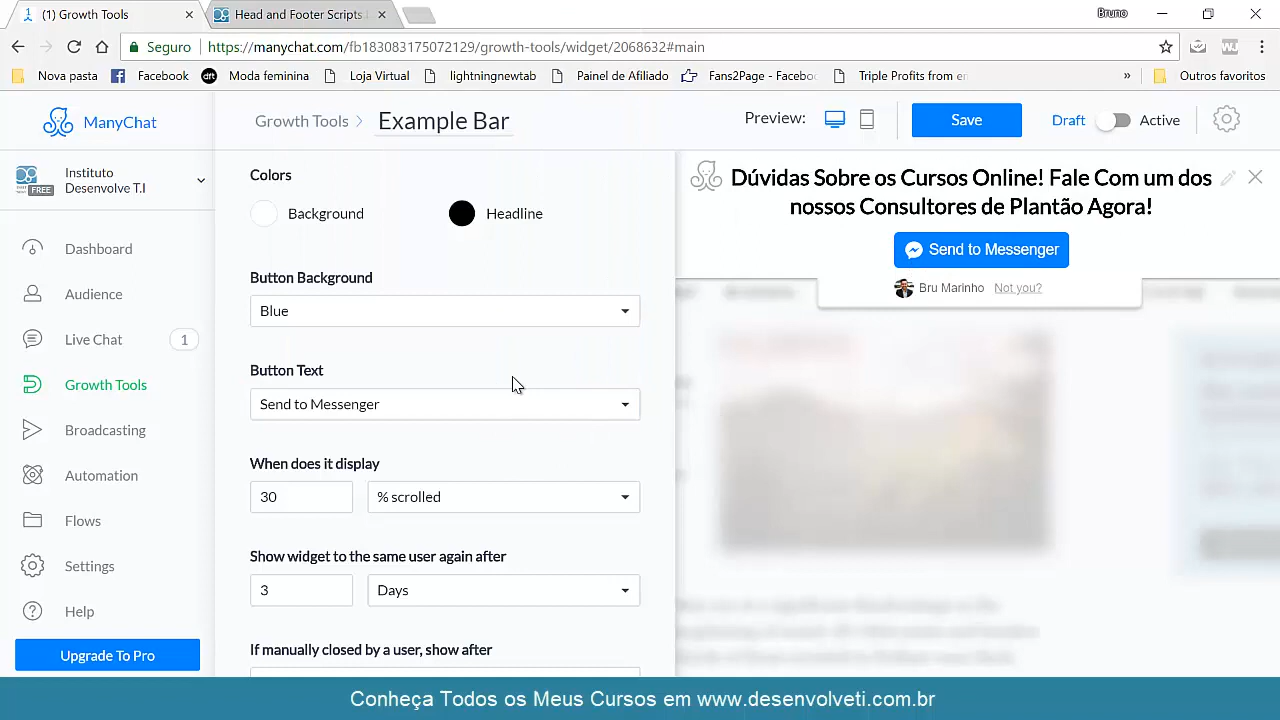 (1) Growth Tools
Head and Footer Scripts
Bruno
Seguro
https://manychat.com/fb183083175072129/growth-tools/widget/2068632#main
Nova pasta
Facebook
dft
Moda feminina
Loja Virtual
lightningnewtab
Painel de Afiliado
Fans2Page - Facebo
Triple Profits from
»
Outros favoritos
ManyChat
Growth Tools
Example Bar
Preview:
Save
Draft
Active
Instituto
Desenvolve T.I
FREE
Dashboard
Audience
Live Chat
1
Growth Tools
Broadcasting
Automation
Flows
Settings
Help
Upgrade To Pro
Colors
Background
Headline
Button Background
Blue
Button Text
Send to Messenger
When does it display
30
% scrolled
Show widget to the same user again after
3
Days
If manually closed by a user, show after
Dúvidas Sobre os Cursos Online! Fale Com um dos
nossos Consultores de Plantão Agora!
Send to Messenger
Bru Marinho Not you?
Conheça Todos os Meus Cursos em www.desenvolveti.com.br